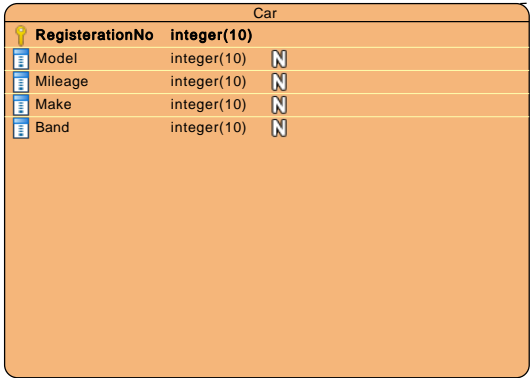 Car
RegisterationNo integer(10)
Model integer(10) N
Mileage integer(10) N
Make integer(10) N
Band integer(10) N